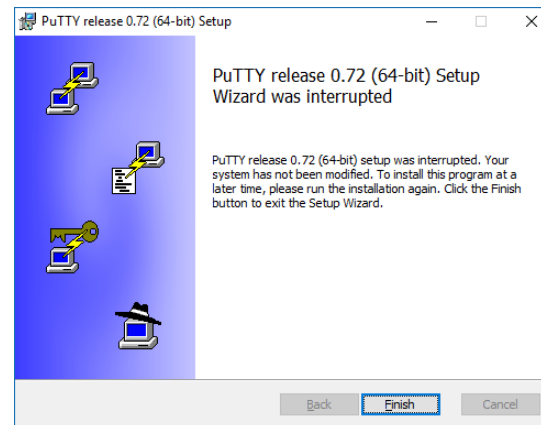 PuTTY release 0.72 (64-bit) Setup
PuTTY release 0.72 (64-bit) Setup
Wizard was interrupted
PuTTY release 0.72 (64-bit) setup was interrupted. Your
system has not been modified. To install this program at a
later time, please run the installation again. Click the Finish
button to exit the Setup Wizard.
Back Finish Cancel